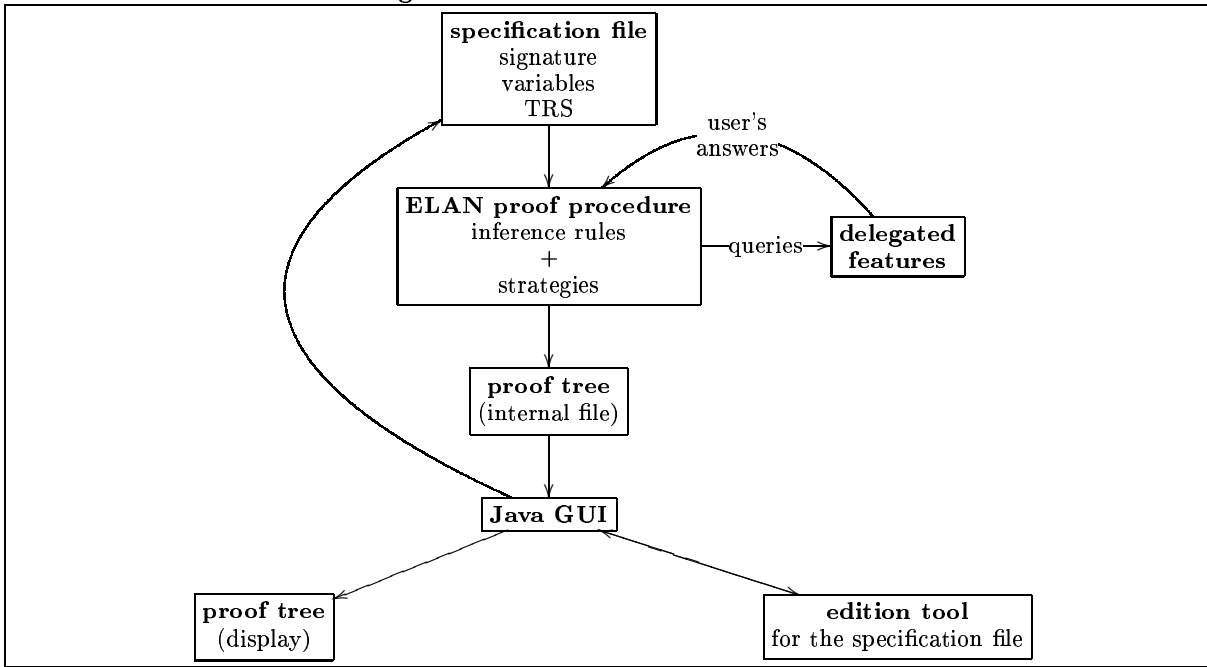 specification file
signature
variables
TRS
user's
answers
ELAN proof procedure
inference rules
+
strategies
queries
delegated
features
proof tree
(internal file)
Java GUI
proof tree
(display)
edition tool
for the specification file